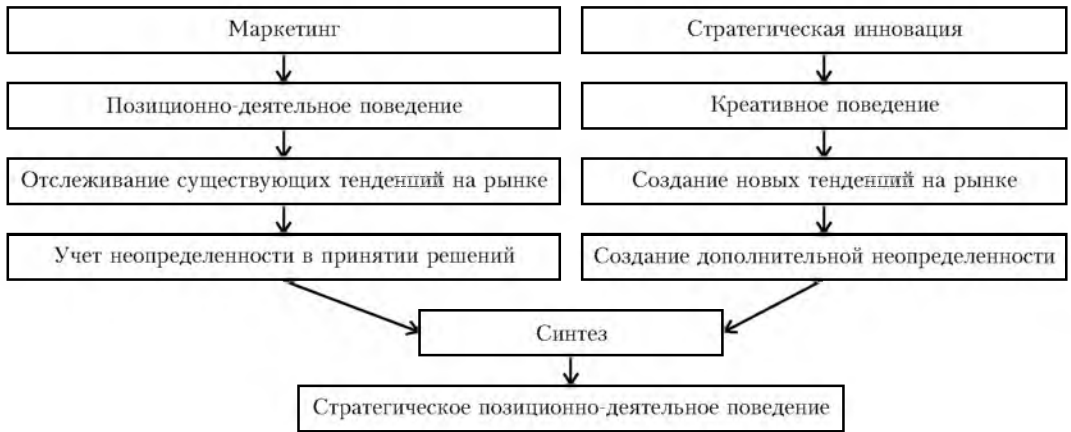 Маркетинг
Стратегическая инновация
Позиционно-деятельное поведение
Креативное поведение
Отслеживание существующих тенденций на рынке
Создание новых тенденций на рынке
Учет неопределенности в принятии решений
Создание дополнительной неопределенности
Синтез
Стратегическое позиционно-деятельное поведение